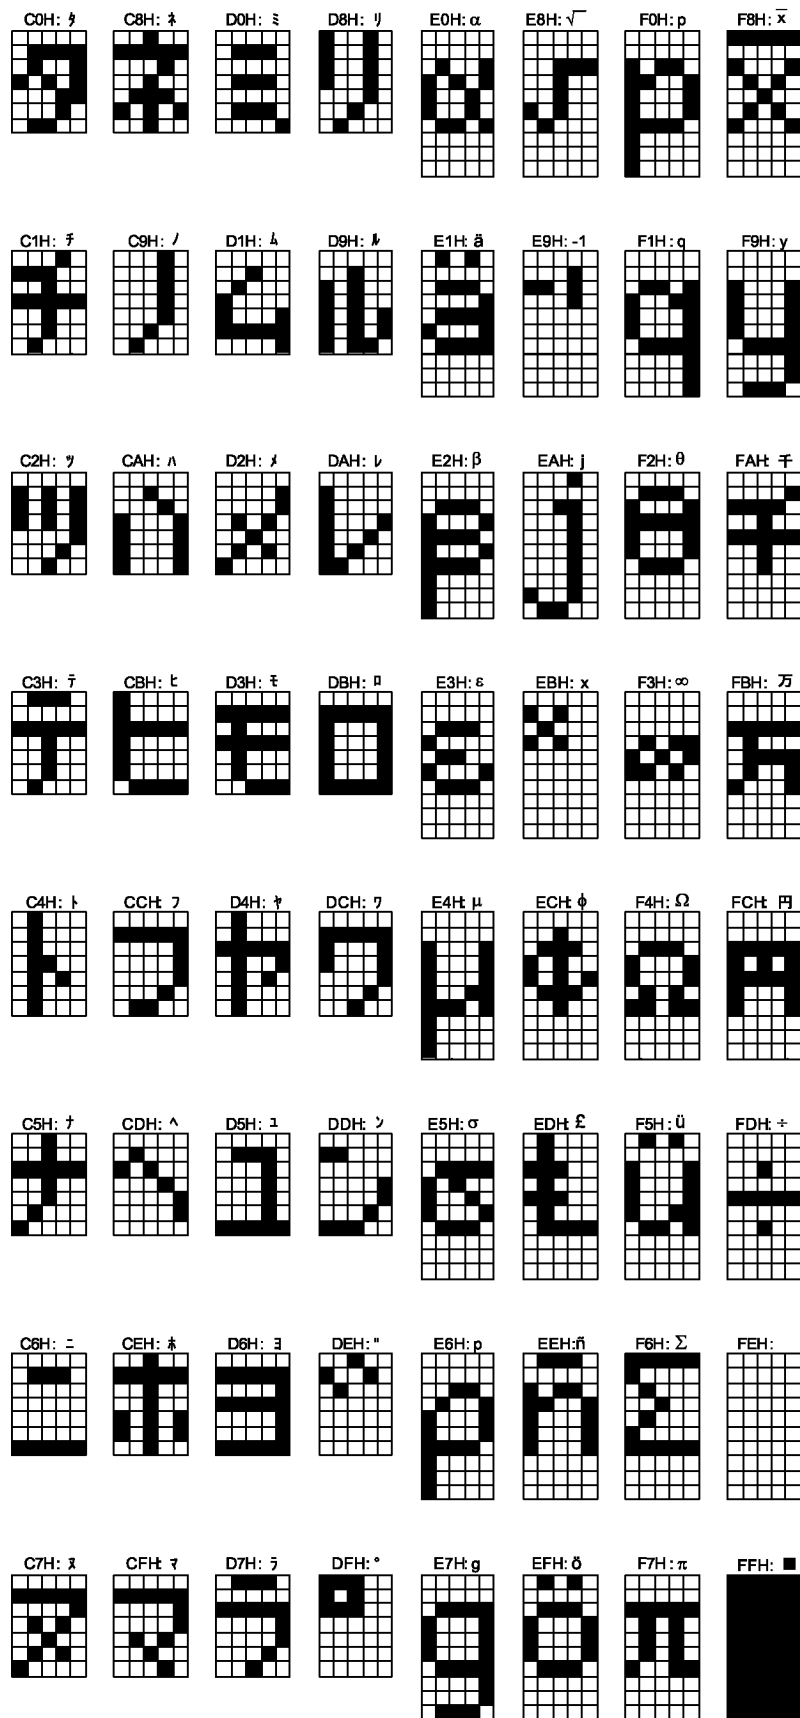 C0H: ﾀ C8H: ﾈ D0H: ﾐ D8H: ﾘ E0H: α E8H: √ F0H: p F8H: x̄
C1H: ﾁ C9H: ﾉ D1H: ﾑ D9H: ﾙ E1H: ä E9H: -1 F1H: q F9H: y
C2H: ﾂ CAH: ﾊ D2H: ﾒ DAH: ﾚ E2H: β EAH: j F2H: θ FAH: 千
C3H: ﾃ CBH: ﾋ D3H: ﾓ DBH: ﾛ E3H: ε EBH: x F3H: ∞ FBH: 万
C4H: ﾄ CCH: ﾌ D4H: ﾔ DCH: ﾜ E4H: μ ECH: ϕ F4H: Ω FCH: 円
C5H: ﾅ CDH: ﾍ D5H: ﾕ DDH: ﾝ E5H: σ EDH: £ F5H: ü FDH: ÷
C6H: ﾆ CEH: ﾎ D6H: ﾖ DEH: " E6H: p EEH: ñ F6H: Σ FEH:
C7H: ﾇ CFH: ﾏ D7H: ﾗ DFH: ° E7H: g EFH: ö F7H: π FFH: ■